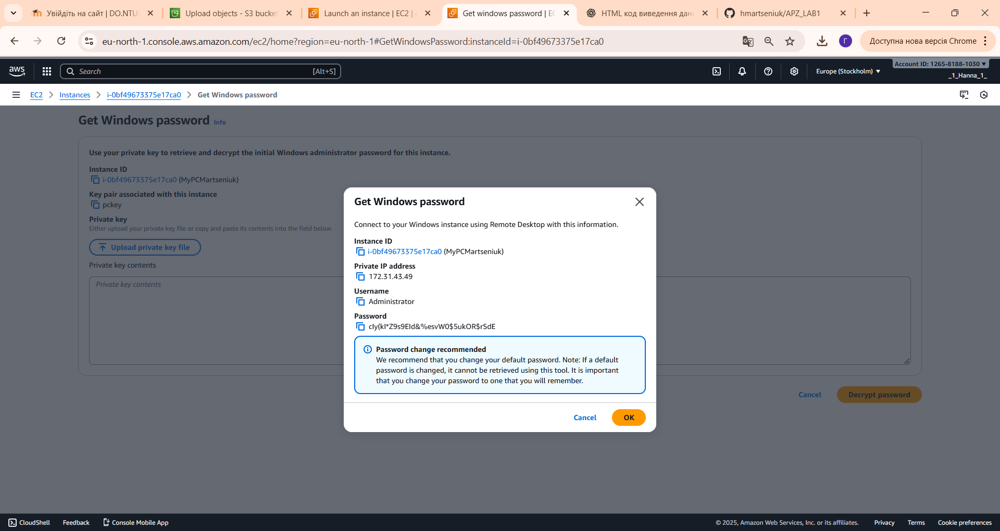 Увійдіть на сайт | DO.NTU
Upload objects - S3 bucket
Launch an instance | EC2 |
Get windows password | EC
HTML код виведення дани
hmartseniuk/APZ_LAB1
eu-north-1.console.aws.amazon.com/ec2/home?region=eu-north-1#GetWindowsPassword:instanceId=i-0bf49673375e17ca0
Г
Доступна нова версія Chrome
aws
Search
[Alt+S]
Europe (Stockholm)
Account ID: 1265-8188-1030
_1_Hanna_1_
EC2
Instances
i-0bf49673375e17ca0
Get Windows password
Get Windows password Info
Use your private key to retrieve and decrypt the initial Windows administrator password for this instance.
Instance ID
i-0bf49673375e17ca0 (MyPCMartseniuk)
Key pair associated with this instance
pckey
Private key
Either upload your private key file or copy and paste its contents into the field below.
Upload private key file
Private key contents
Private key contents
Cancel
Decrypt password
Get Windows password
Connect to your Windows instance using Remote Desktop with this information.
Instance ID
i-0bf49673375e17ca0 (MyPCMartseniuk)
Private IP address
172.31.43.49
Username
Administrator
Password
Password change recommended
We recommend that you change your default password. Note: If a default
password is changed, it cannot be retrieved using this tool. It is important
that you change your password to one that you will remember.
Cancel
OK
CloudShell
Feedback
Console Mobile App
© 2025, Amazon Web Services, Inc. or its affiliates.
Privacy
Terms
Cookie preferences